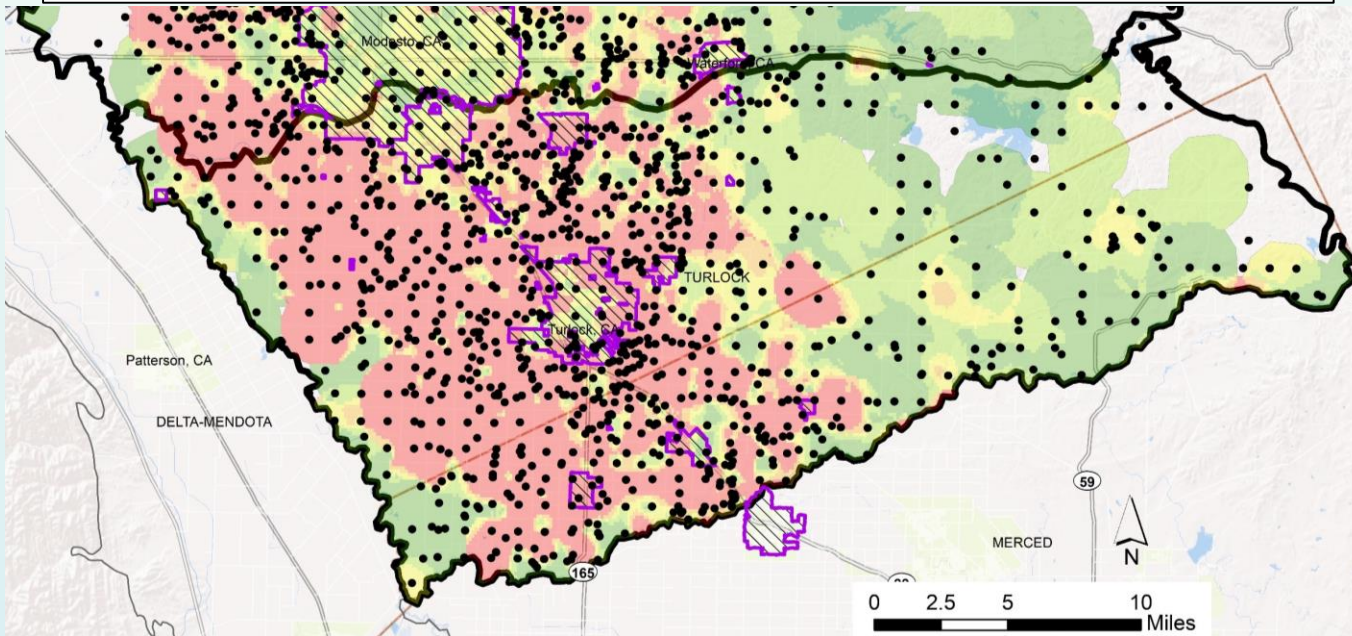 Modesto, CA
Waterford, CA
TURLOCK
Turlock, CA
Patterson, CA
DELTA-MENDOTA
59
MERCED
N
165
0 2.5 5 10
Miles